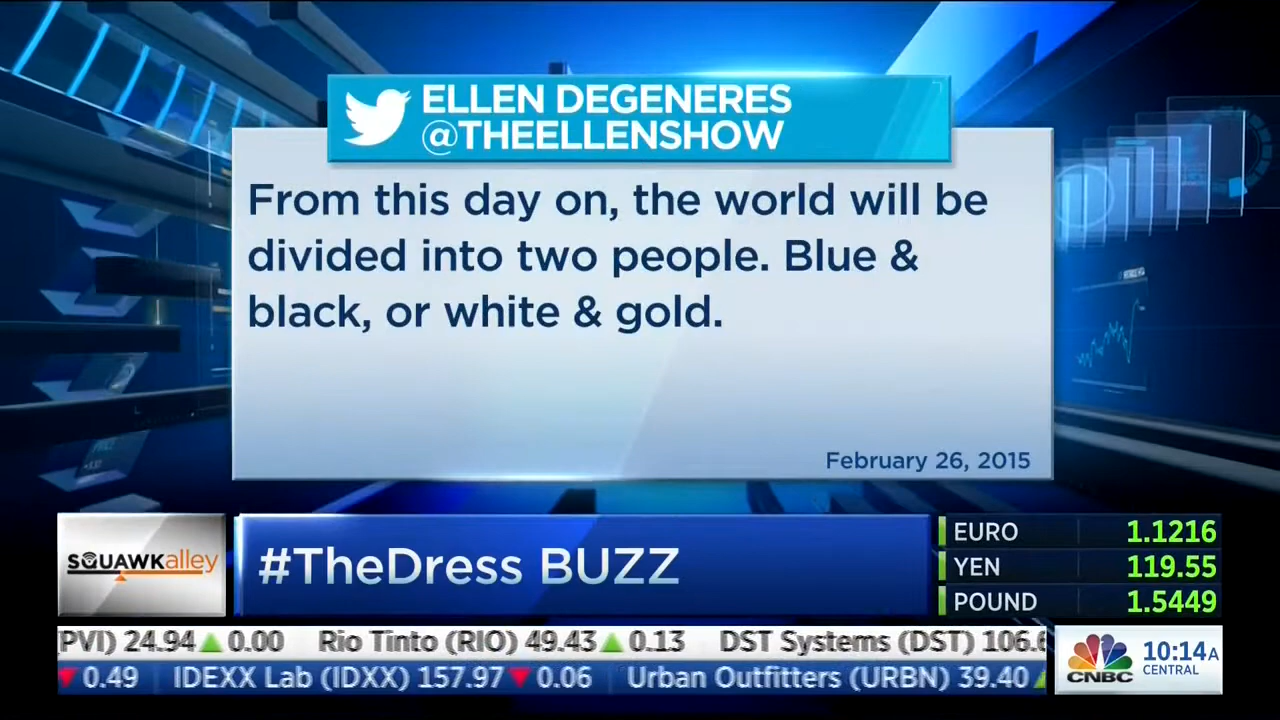 ELLEN DEGENERES
@THEELLENSHOW
From this day on, the world will be
divided into two people. Blue &
black, or white & gold.
February 26, 2015
SQUAWKalley
#TheDress BUZZ
EURO 1.1216
YEN 119.55
POUND 1.5449
PVI) 24.94 ▲ 0.00 Rio Tinto (RIO) 49.43 ▲ 0.13 DST Systems (DST) 106.6
▼ 0.49 IDEXX Lab (IDXX) 157.97 ▼ 0.06 Urban Outfitters (URBN) 39.40
CNBC
10:14A
CENTRAL